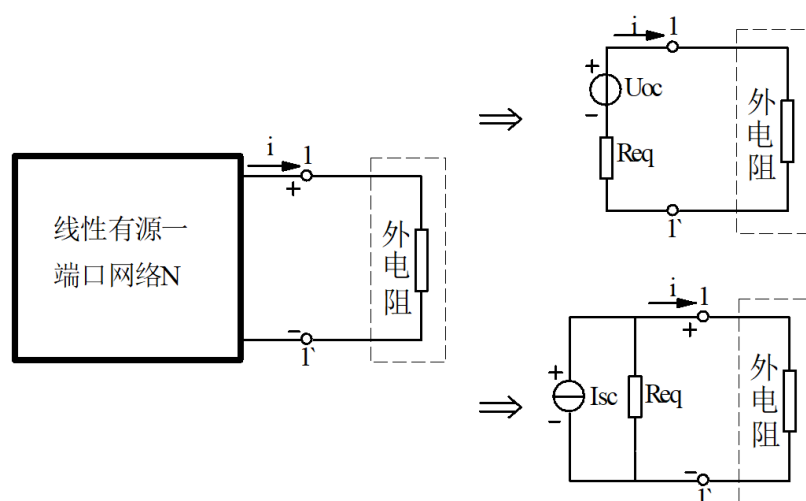 线性有源一
端口网络N
i
1
+
-
1`
外电阻
⇒
i
1
+
Uoc
-
Req
1`
外电阻
⇒
i
1
+
+
Isc
-
Req
-
1`
外电阻